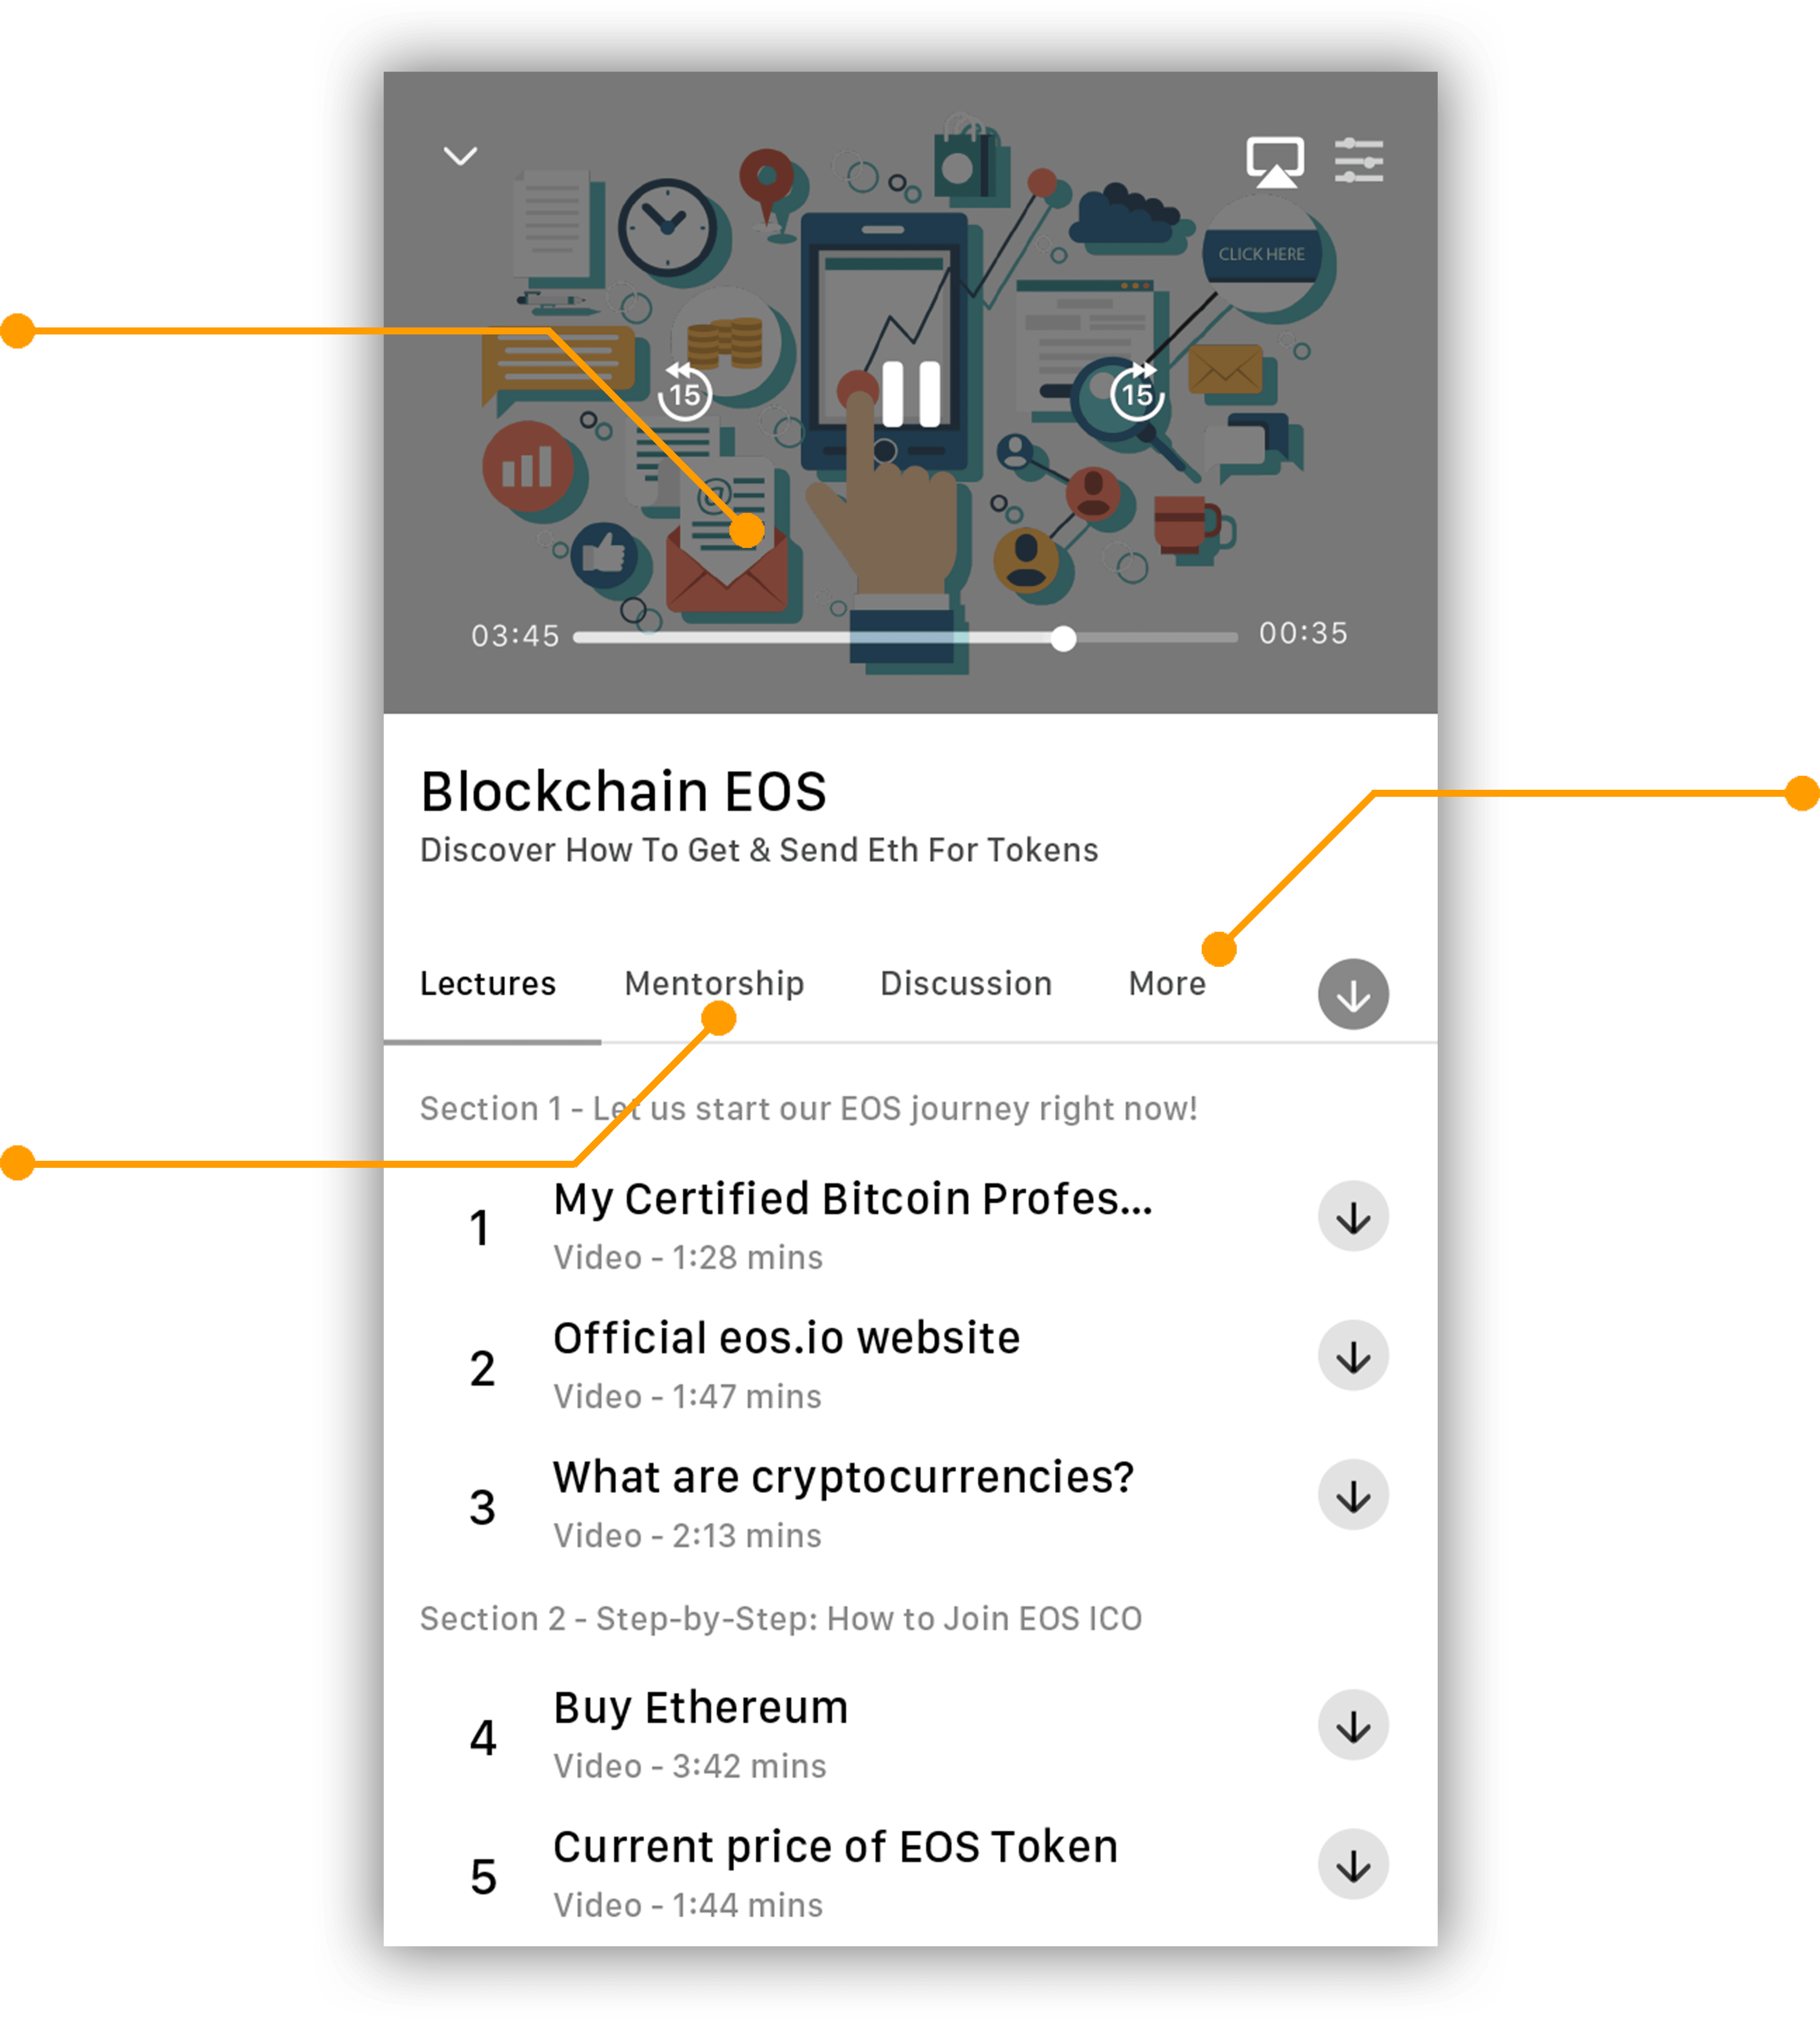 CLICK HERE
15
15
@
03:45
00:35
Blockchain EOS
Discover How To Get & Send Eth For Tokens
Lectures Mentorship Discussion More
Section 1 - Let us start our EOS journey right now!
1
My Certified Bitcoin Profes...
Video - 1:28 mins
2
Official eos.io website
Video - 1:47 mins
3
What are cryptocurrencies?
Video - 2:13 mins
Section 2 - Step-by-Step: How to Join EOS ICO
4
Buy Ethereum
Video - 3:42 mins
5
Current price of EOS Token
Video - 1:44 mins